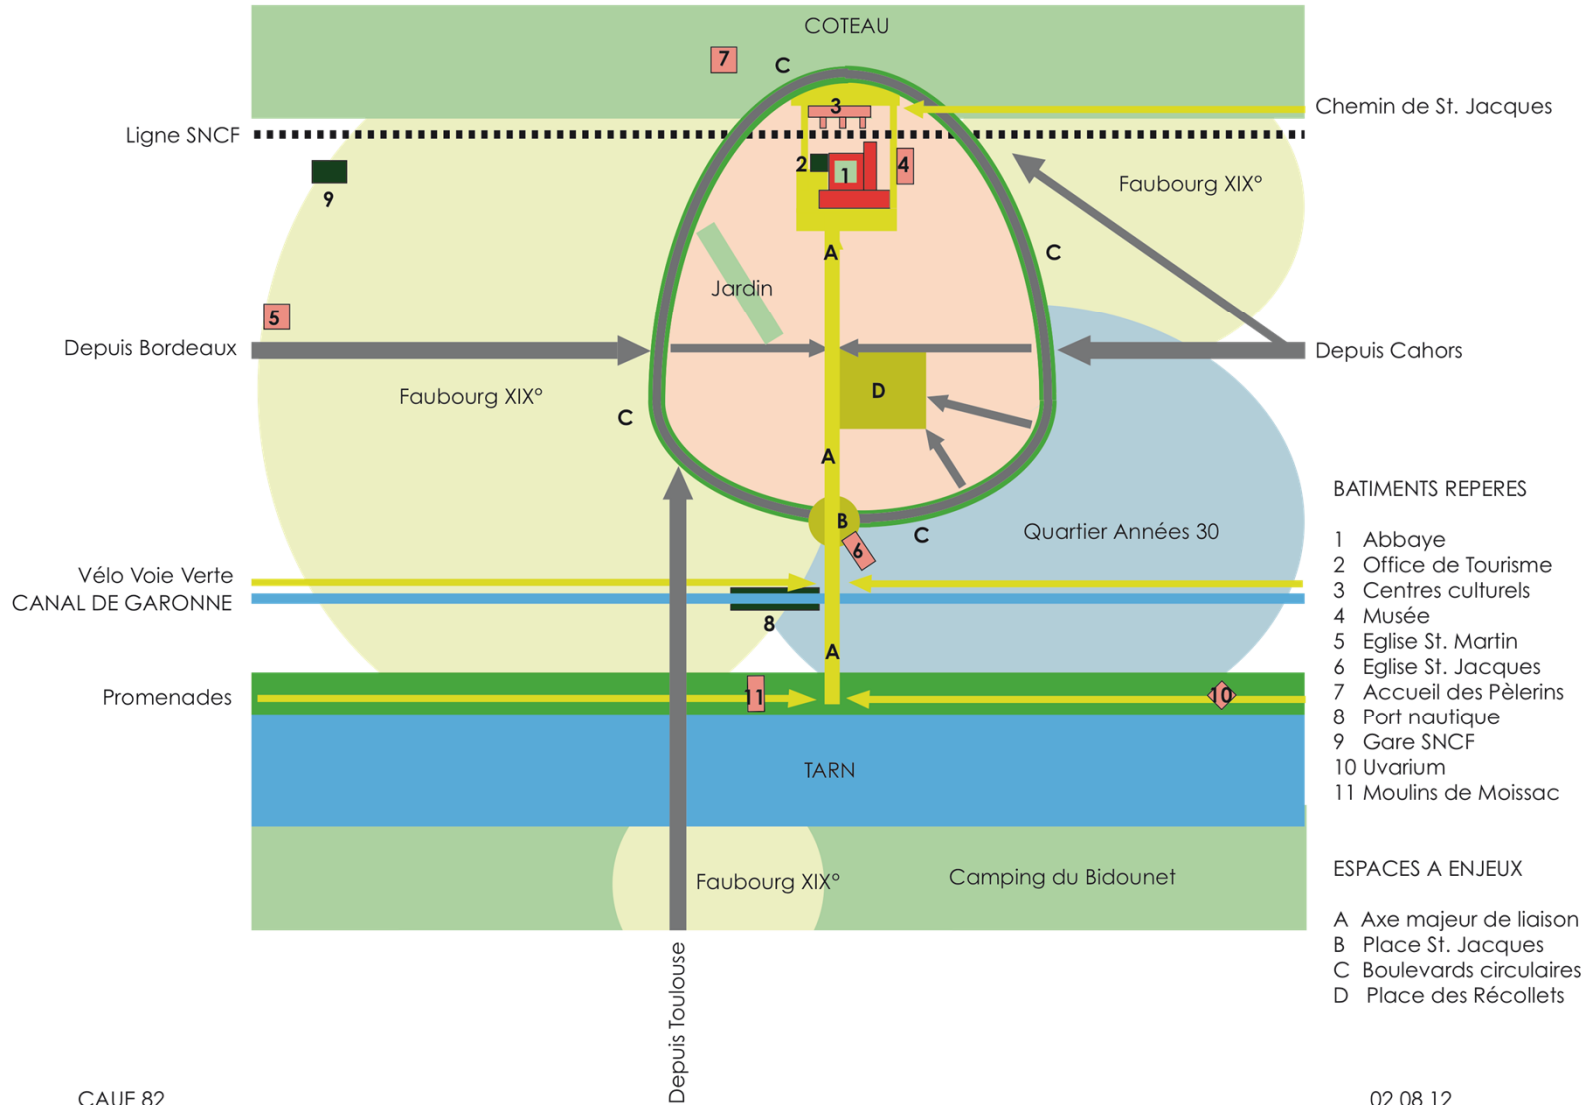 COTEAU
7
C
3
Chemin de St. Jacques
Ligne SNCF
2
1
4
9
Faubourg XIX°
A
C
Jardin
5
Depuis Bordeaux
Depuis Cahors
D
Faubourg XIX°
C
A
BATIMENTS REPERES
B
C
Quartier Années 30
6
1 Abbaye
2 Office de Tourisme
3 Centres culturels
4 Musée
5 Eglise St. Martin
6 Eglise St. Jacques
7 Accueil des Pèlerins
8 Port nautique
9 Gare SNCF
10 Uvarium
11 Moulins de Moissac
Vélo Voie Verte
CANAL DE GARONNE
8
A
Promenades
11
10
TARN
Faubourg XIX°
Camping du Bidounet
ESPACES A ENJEUX
A Axe majeur de liaison
B Place St. Jacques
C Boulevards circulaires
D Place des Récollets
Depuis Toulouse
CAUE 82
02 08 12